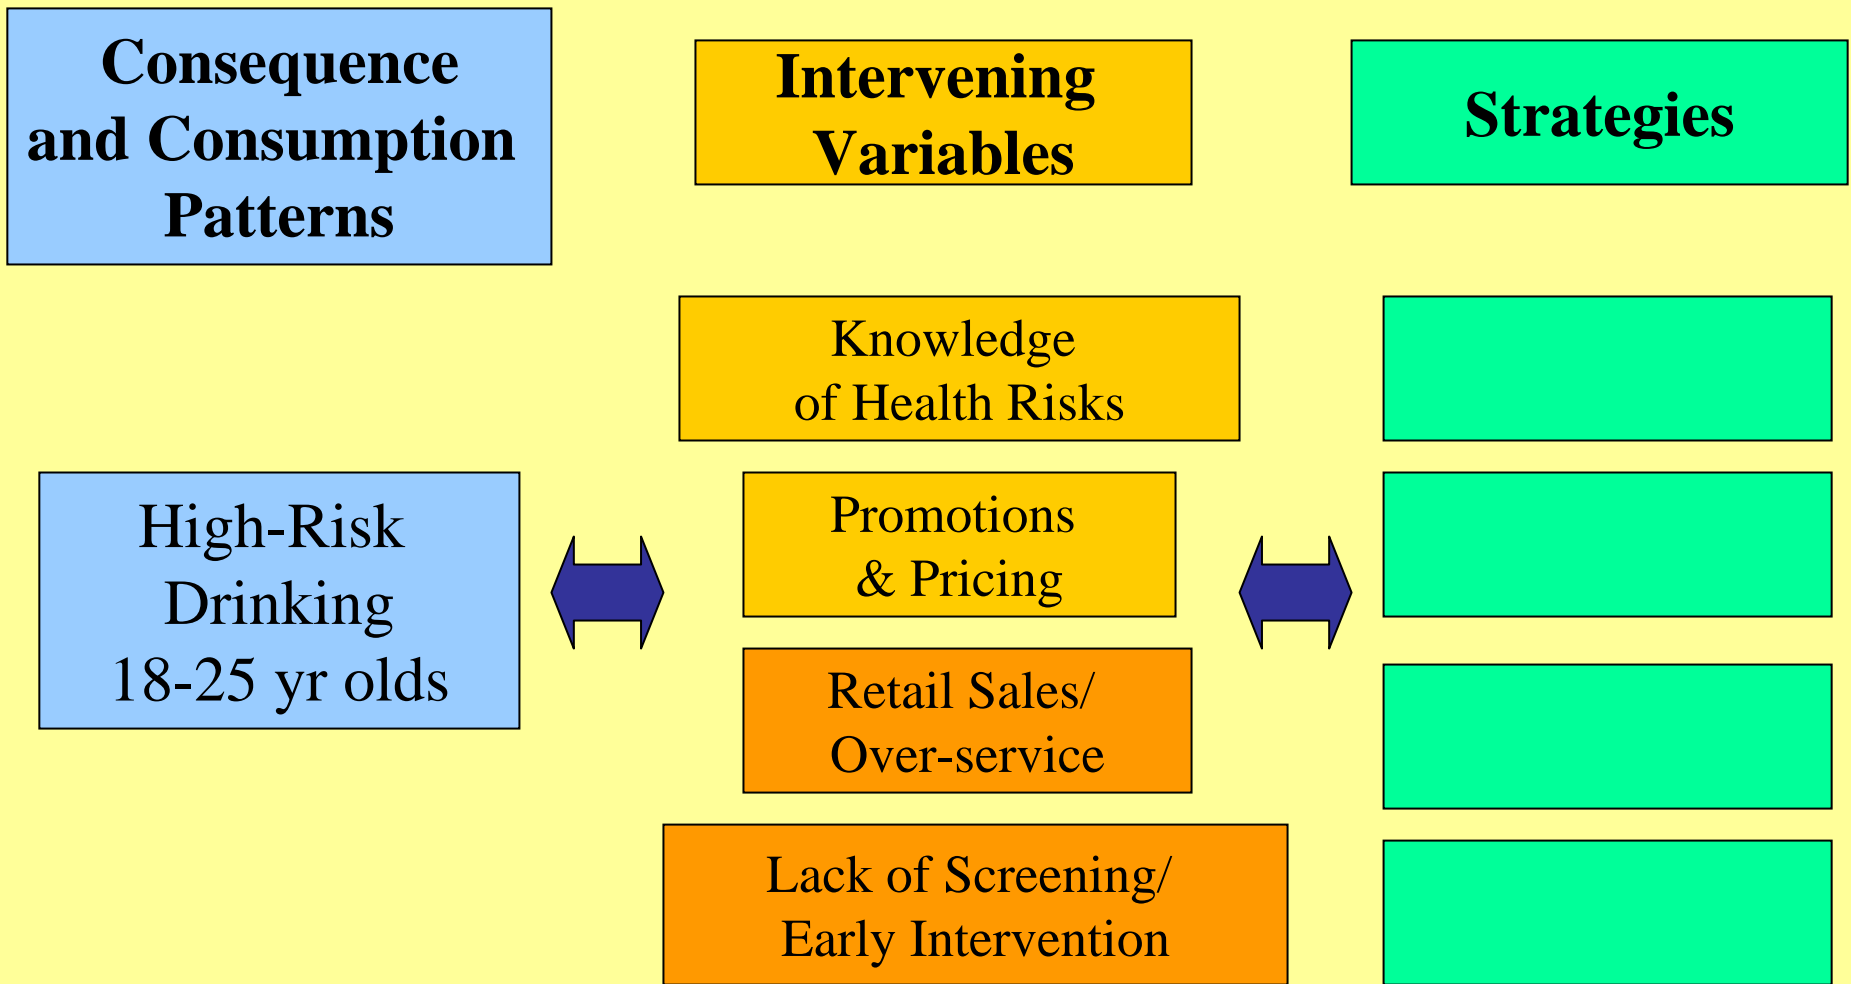 Consequence
and Consumption
Patterns
Intervening
Variables
Strategies
Knowledge
of Health Risks
High-Risk
Drinking
18-25 yr olds
Promotions
& Pricing
Retail Sales/
Over-service
Lack of Screening/
Early Intervention